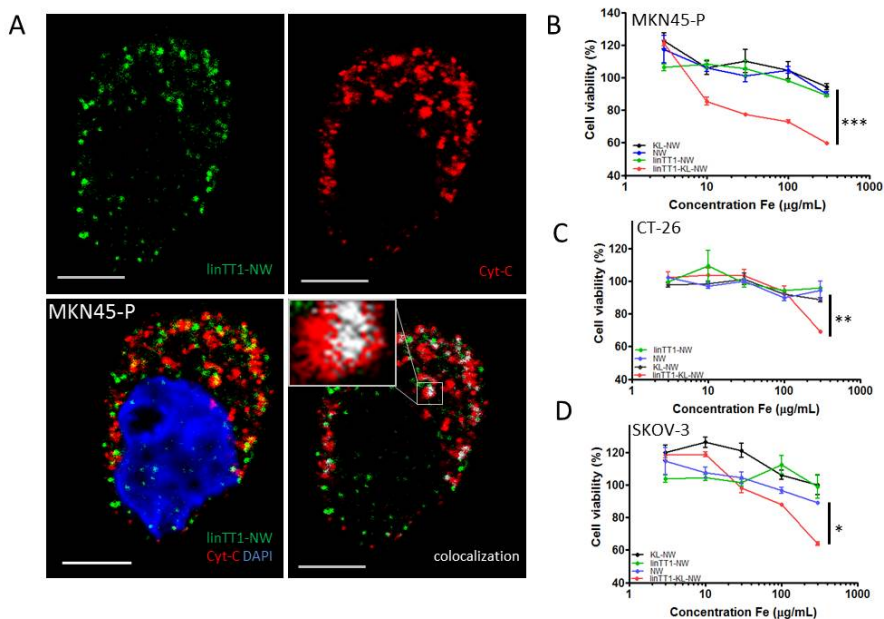 A
linTT1-NW
Cyt-C
MKN45-P
linTT1-NW
Cyt-C DAPI
colocalization
B
MKN45-P
Cell viability (%)
120
100
80
60
40
KL-NW
NW
linTT1-NW
linTT1-KL-NW
***
1 10 100 1000
Concentration Fe (µg/mL)
C
CT-26
Cell viability (%)
120
100
80
60
40
linTT1-NW
NW
KL-NW
linTT1-KL-NW
**
1 10 100 1000
Concentration Fe (µg/mL)
D
SKOV-3
Cell viability (%)
120
100
80
60
40
KL-NW
linTT1-NW
NW
linTT1-KL-NW
*
1 10 100 1000
Concentration Fe (µg/mL)